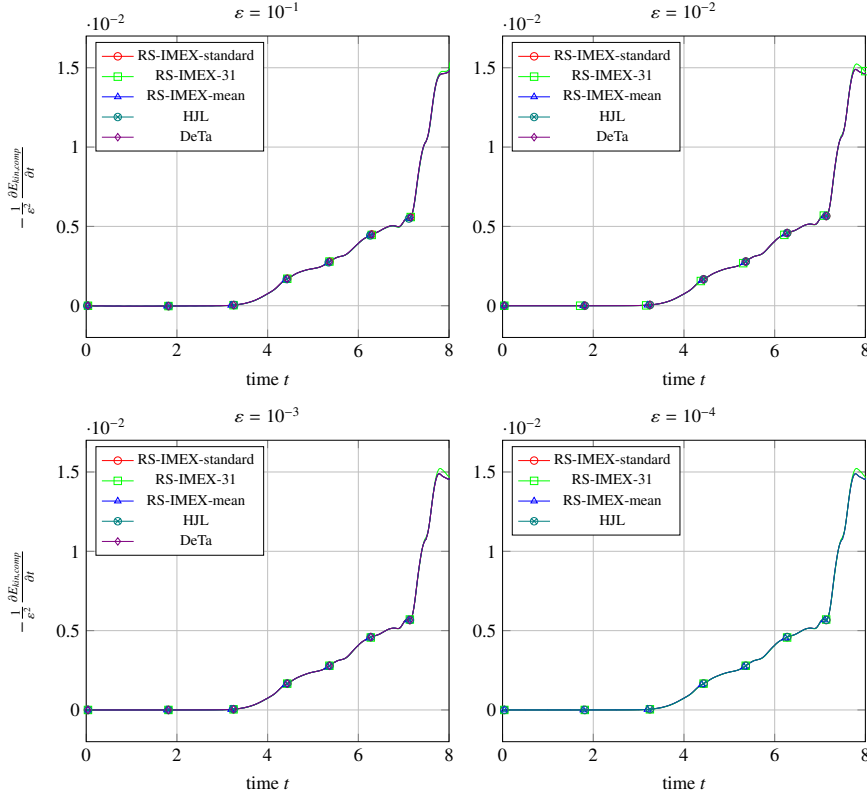 ε = 10⁻¹
·10⁻²
RS-IMEX-standard
RS-IMEX-31
RS-IMEX-mean
HJL
DeTa
1.5
1
0.5
0
0 2 4 6 8
time t
−1/ε² ∂E_kin,comp/∂t
ε = 10⁻²
·10⁻²
RS-IMEX-standard
RS-IMEX-31
RS-IMEX-mean
HJL
DeTa
1.5
1
0.5
0
0 2 4 6 8
time t
ε = 10⁻³
·10⁻²
RS-IMEX-standard
RS-IMEX-31
RS-IMEX-mean
HJL
DeTa
1.5
1
0.5
0
0 2 4 6 8
time t
−1/ε² ∂E_kin,comp/∂t
ε = 10⁻⁴
·10⁻²
RS-IMEX-standard
RS-IMEX-31
RS-IMEX-mean
HJL
1.5
1
0.5
0
0 2 4 6 8
time t